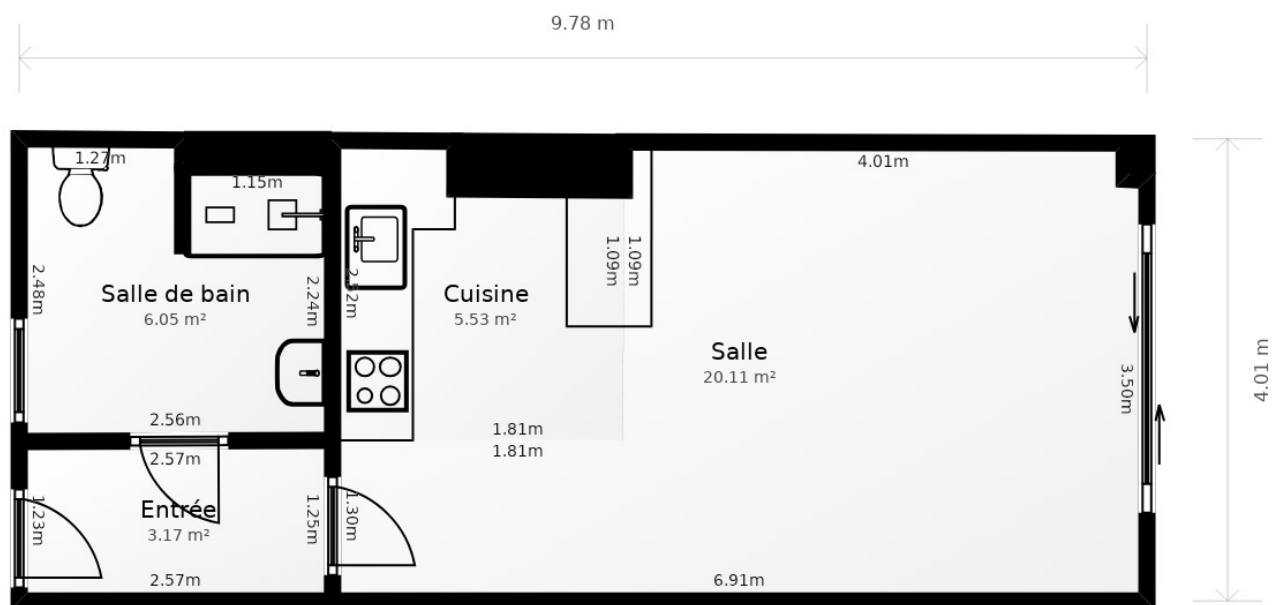 9.78 m
1.27m
1.15m
4.01m
1.09m
1.09m
2.48m
2.24m
2.52m
Salle de bain
6.05 m²
Cuisine
5.53 m²
Salle
20.11 m²
3.50m
4.01 m
2.56m
1.81m
2.57m
1.81m
1.23m
Entrée
3.17 m²
1.25m
1.30m
2.57m
6.91m